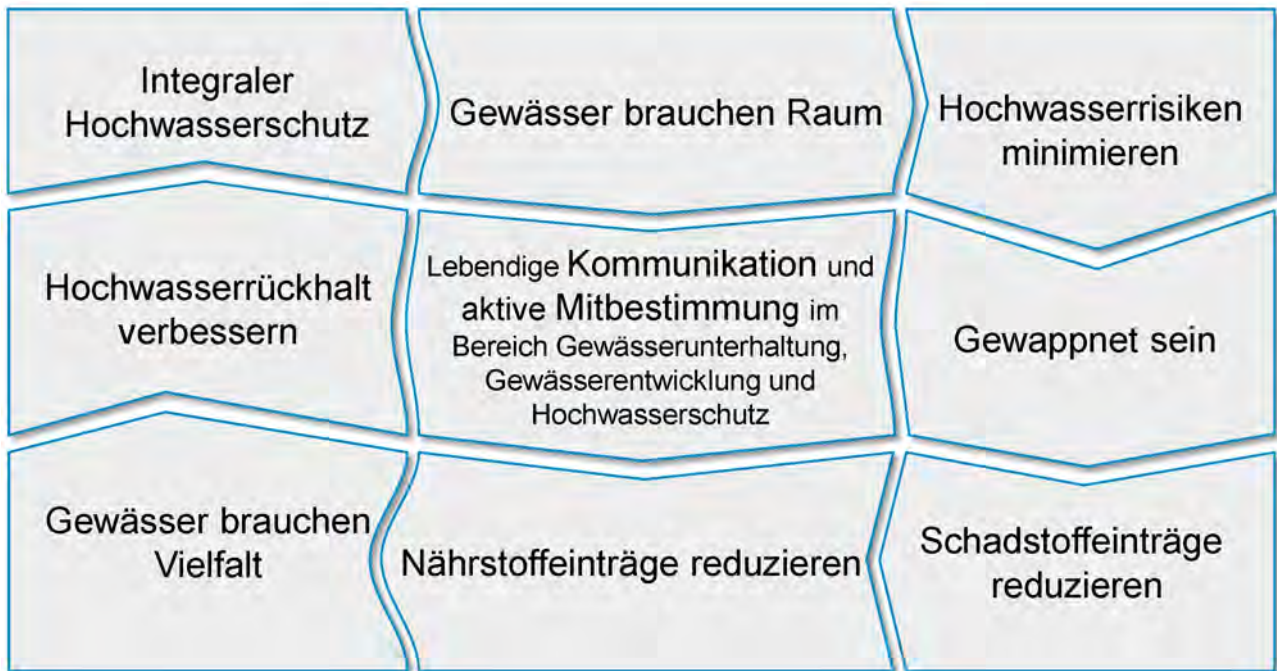 Integraler
Hochwasserschutz
Gewässer brauchen Raum
Hochwasserrisiken
minimieren
Hochwasserrückhalt
verbessern
Lebendige Kommunikation und
aktive Mitbestimmung im
Bereich Gewässerunterhaltung,
Gewässerentwicklung und
Hochwasserschutz
Gewappnet sein
Gewässer brauchen
Vielfalt
Nährstoffeinträge reduzieren
Schadstoffeinträge
reduzieren